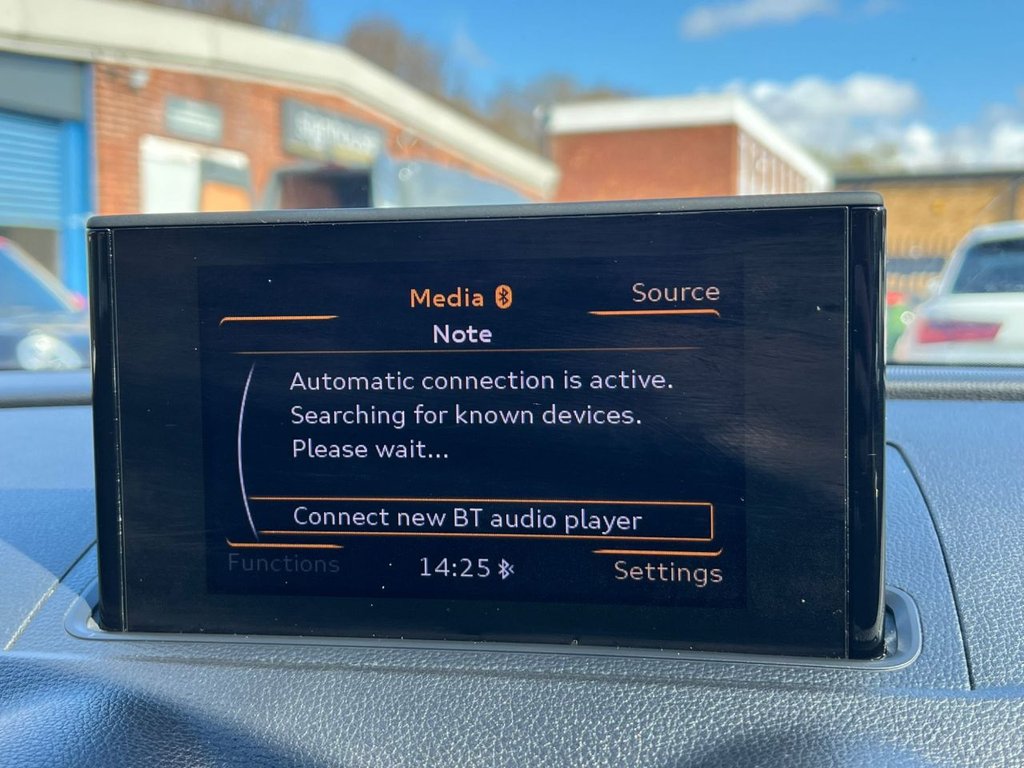 Media
Source
Note
Automatic connection is active.
Searching for known devices.
Please wait...
Connect new BT audio player
Functions
14:25
Settings